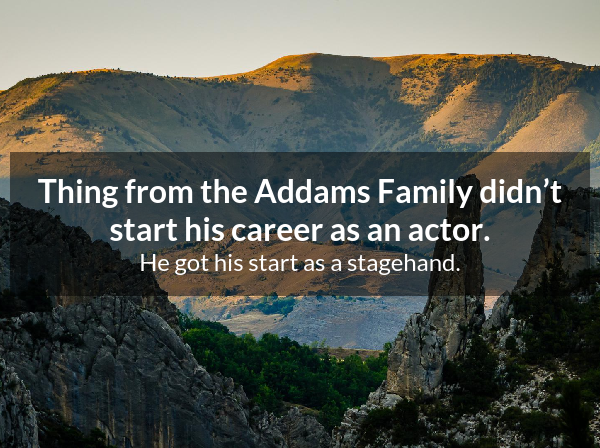 Thing from the Addams Family didn’t
start his career as an actor.
He got his start as a stagehand.